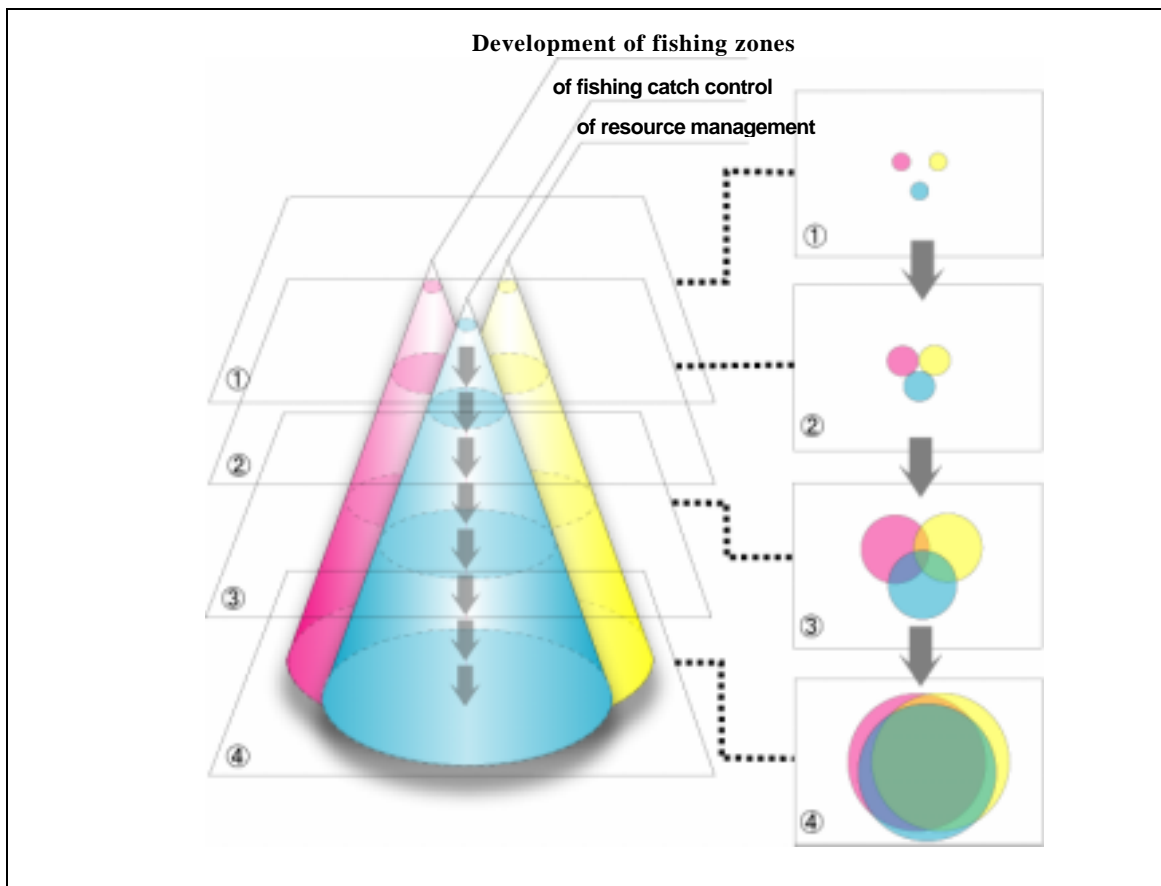 Development of fishing zones
of fishing catch control
of resource management
①
②
③
④
①
②
③
④